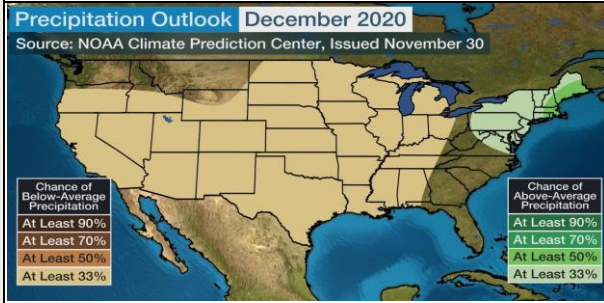 Precipitation Outlook December 2020
Source: NOAA Climate Prediction Center, Issued November 30
Chance of
Below-Average
Precipitation
At Least 90%
At Least 70%
At Least 50%
At Least 33%
Chance of
Above-Average
Precipitation
At Least 90%
At Least 70%
At Least 50%
At Least 33%